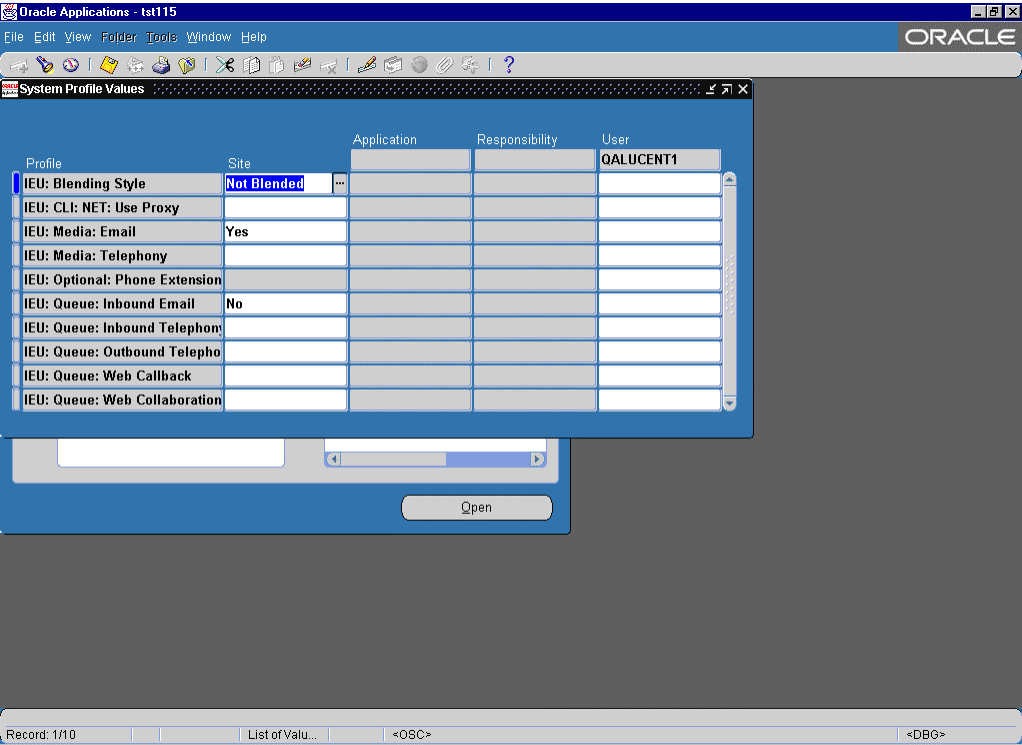 Oracle Applications - tst115
File Edit View Folder Tools Window Help
ORACLE
System Profile Values
Application Responsibility User
Profile Site QALUCENT1
IEU: Blending Style Not Blended ...
IEU: CLI: NET: Use Proxy
IEU: Media: Email Yes
IEU: Media: Telephony
IEU: Optional: Phone Extension
IEU: Queue: Inbound Email No
IEU: Queue: Inbound Telephony
IEU: Queue: Outbound Telepho
IEU: Queue: Web Callback
IEU: Queue: Web Collaboration
Open
Record: 1/10 List of Valu... <OSC> <DBG>